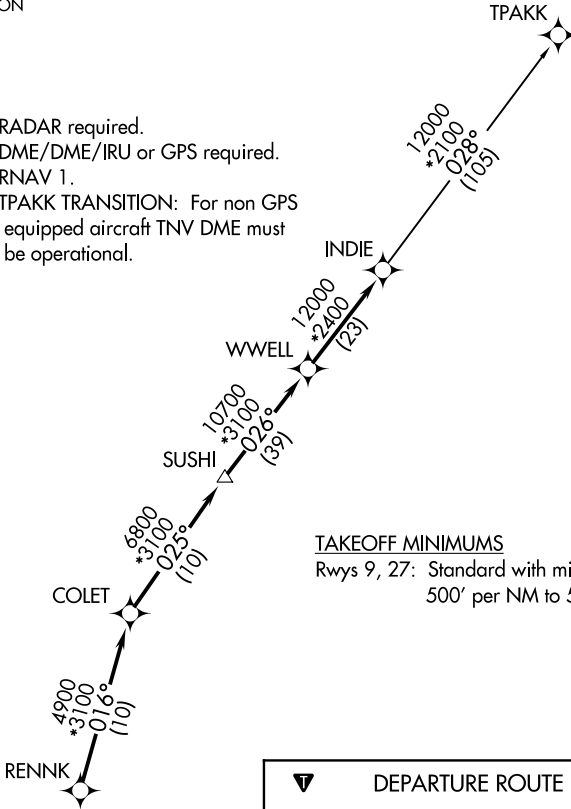 ON
TPAKK
RADAR required.
DME/DME/IRU or GPS required.
RNAV 1.
TPAKK TRANSITION: For non GPS
equipped aircraft TNV DME must
be operational.
12000
*2100
028°
(105)
INDIE
12000
*2400
(23)
WWELL
10700
*3100
026°
(39)
SUSHI
6800
*3100
025°
(10)
TAKEOFF MINIMUMS
Rwys 9, 27: Standard with mi
500' per NM to 5
COLET
4900
*3100
016°
(10)
RENNK
T DEPARTURE ROUTE